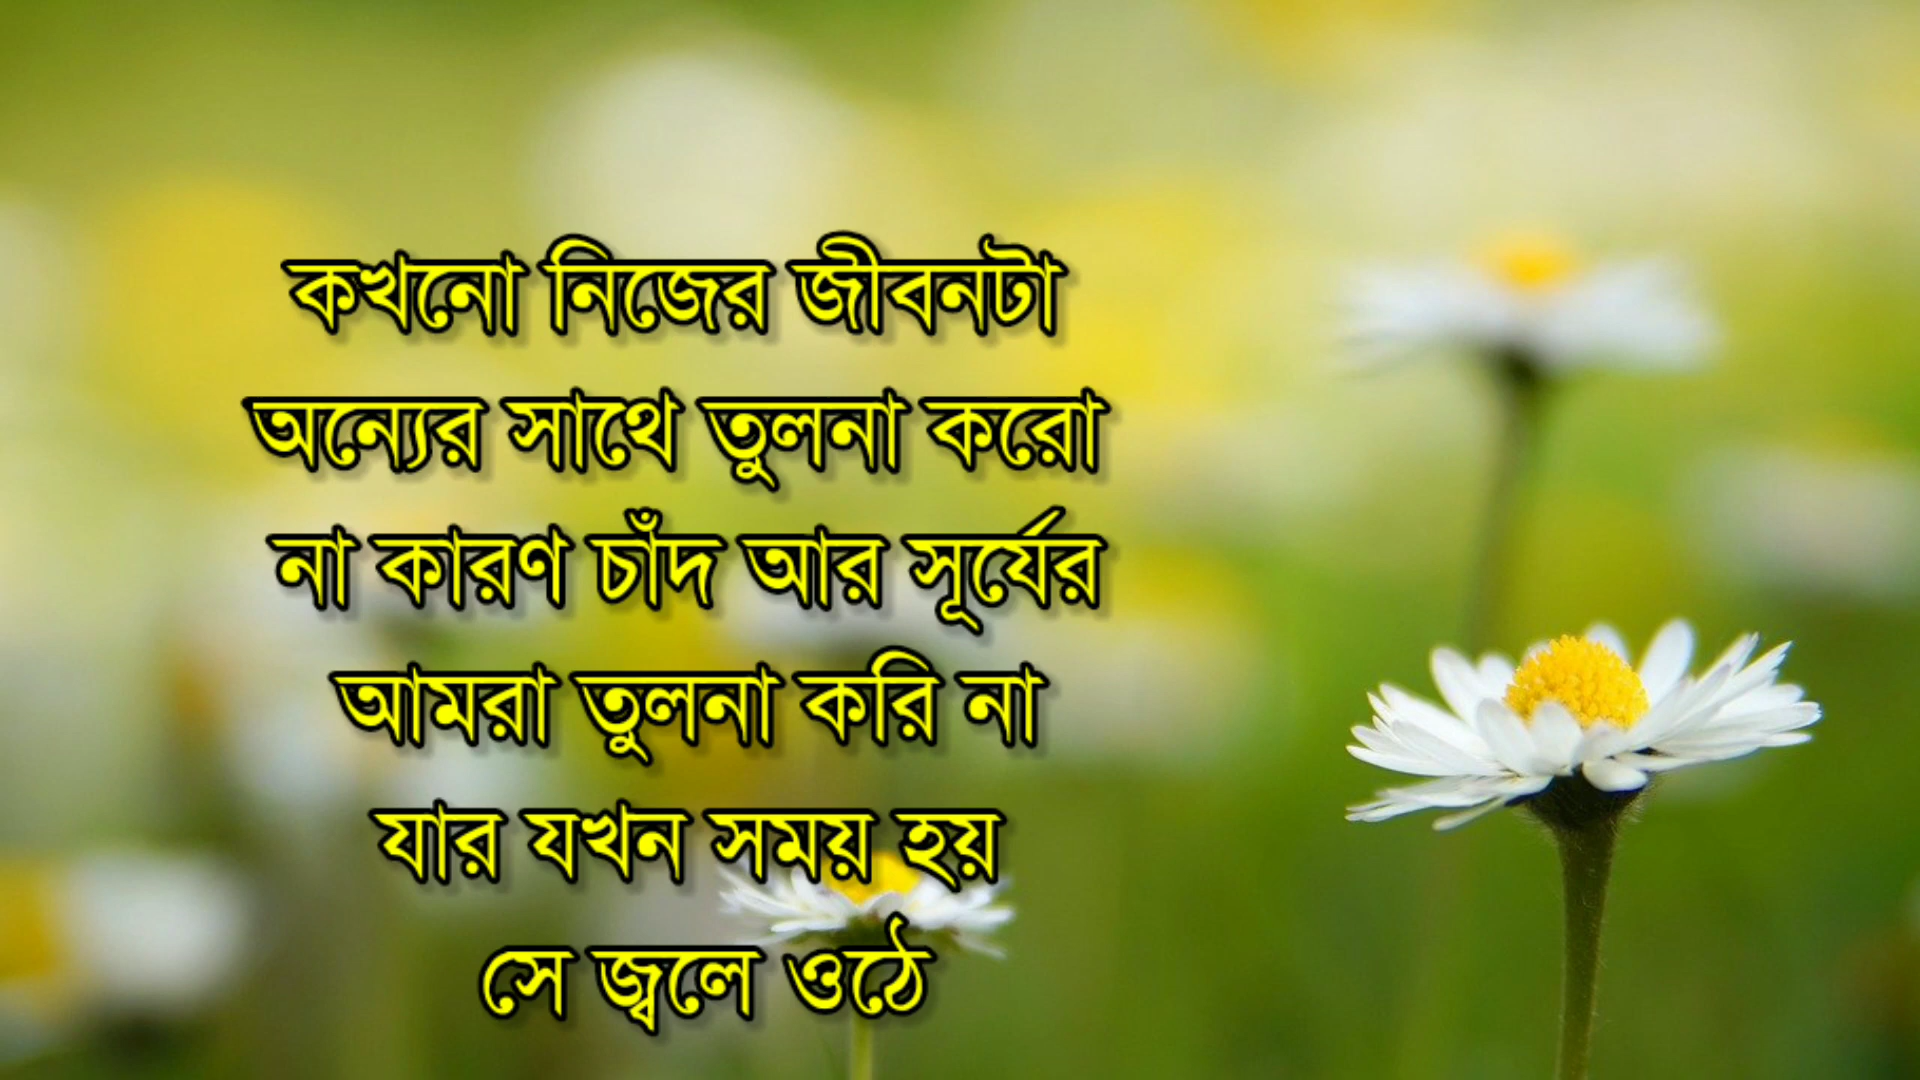 কখনো নিজের জীবনটা
অন্যের সাথে তুলনা করো
না কারণ চাঁদ আর সূর্যের
আমরা তুলনা করি না
যার যখন সময় হয়
সে জ্বলে ওঠে